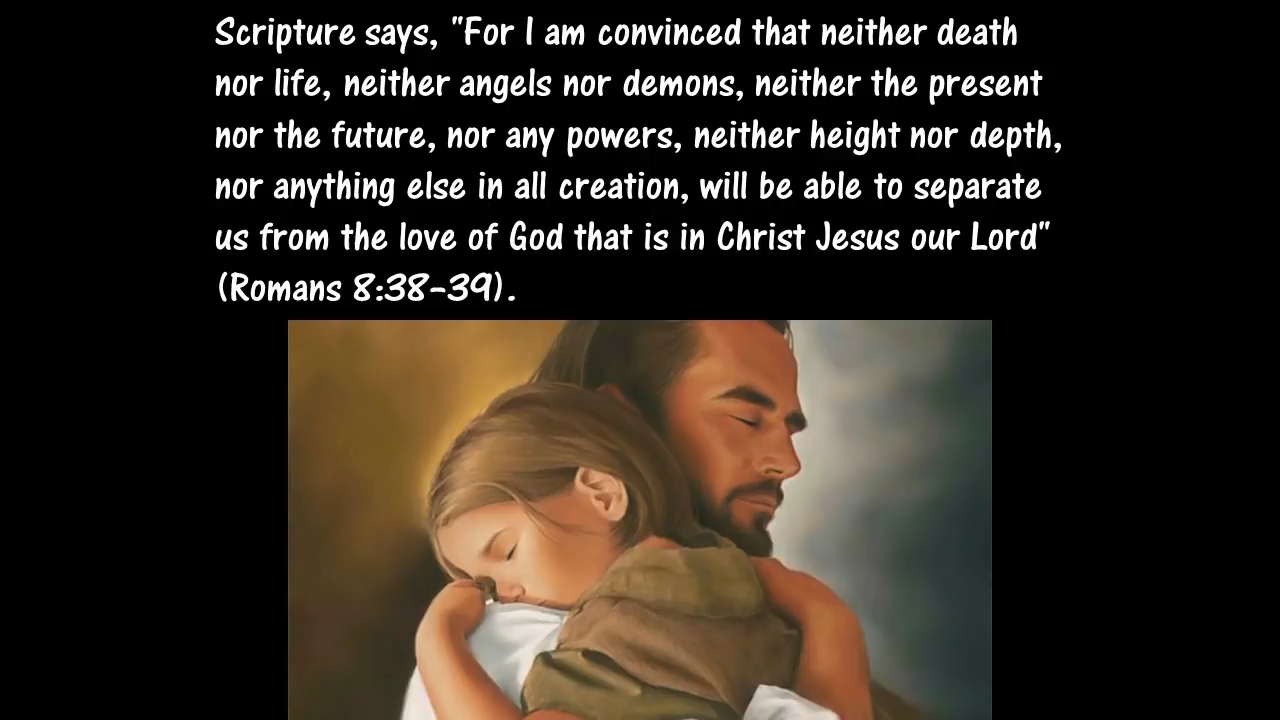 Scripture says, "For I am convinced that neither death
nor life, neither angels nor demons, neither the present
nor the future, nor any powers, neither height nor depth,
nor anything else in all creation, will be able to separate
us from the love of God that is in Christ Jesus our Lord"
(Romans 8:38-39).